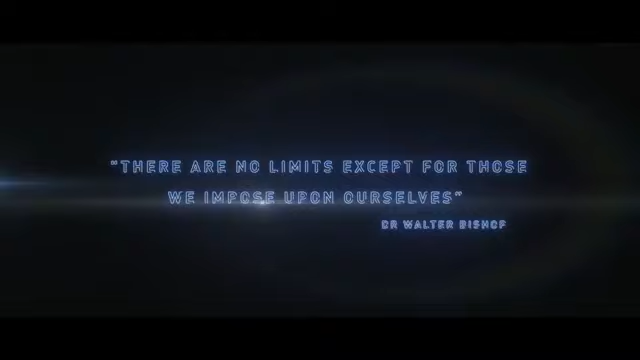 "THERE ARE NO LIMITS EXCEPT FOR THOSE
WE IMPOSE UPON OURSELVES"
DR WALTER BISHOP